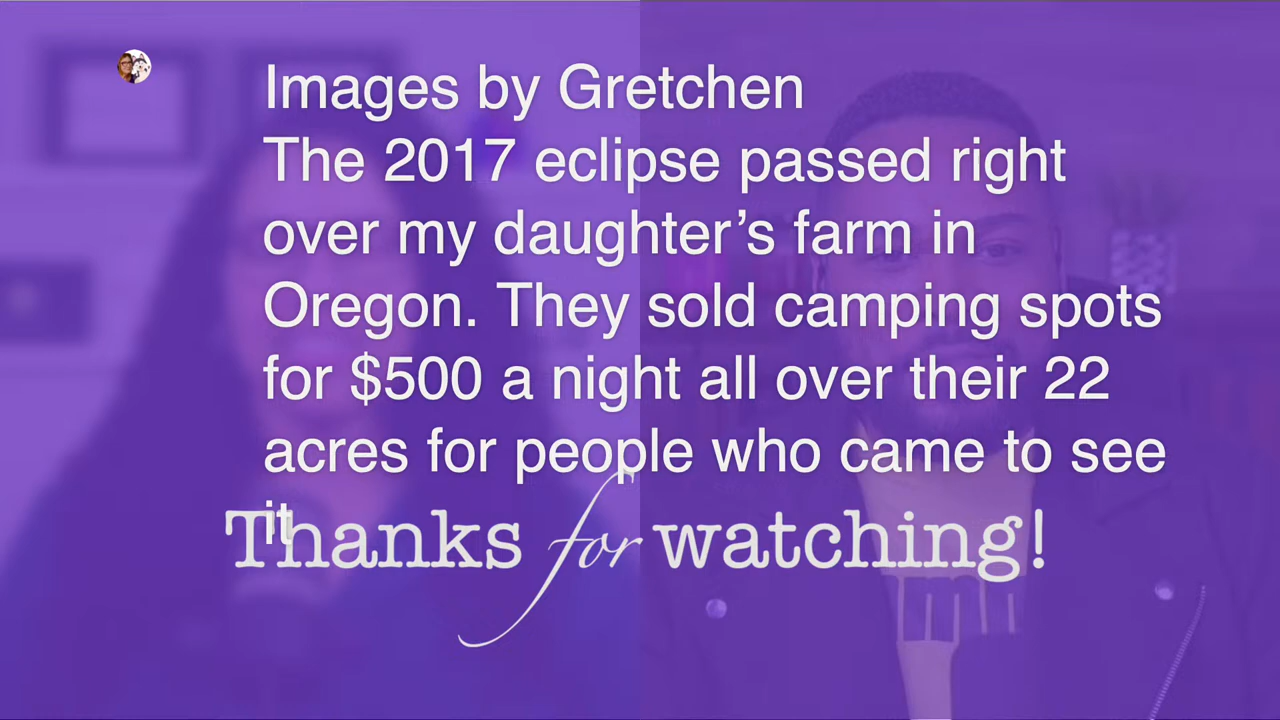 Images by Gretchen
The 2017 eclipse passed right
over my daughter’s farm in
Oregon. They sold camping spots
for $500 a night all over their 22
acres for people who came to see
it
Thanks for watching!